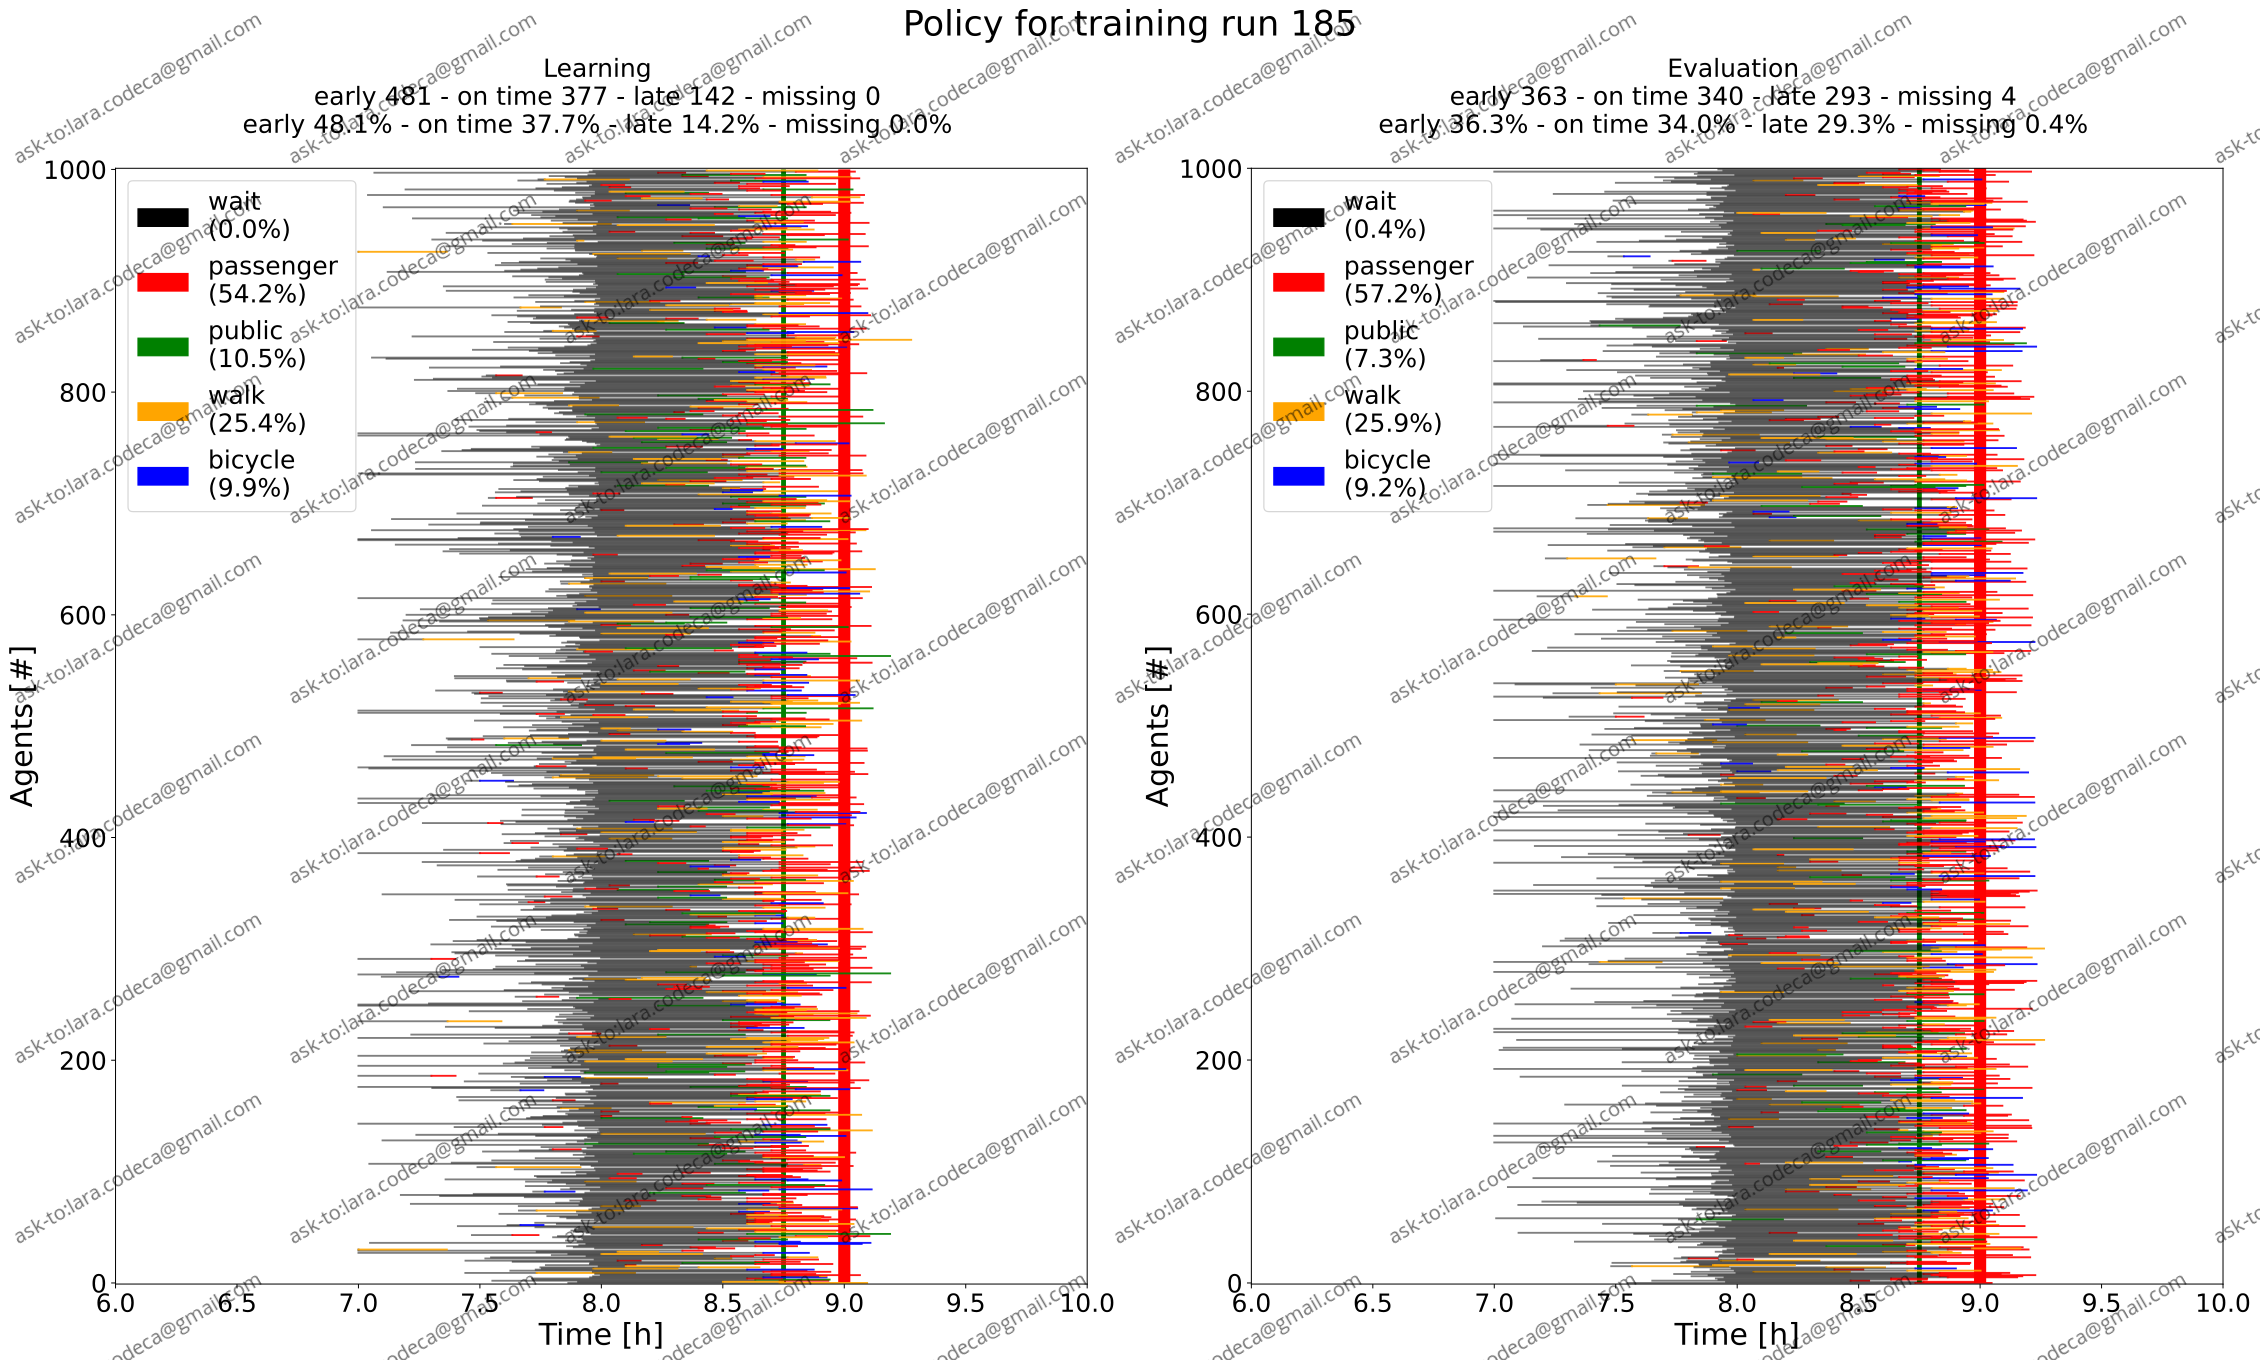 Policy for training run 185
Learning
early 481 - on time 377 - late 142 - missing 0
early 48.1% - on time 37.7% - late 14.2% - missing 0.0%
Evaluation
early 363 - on time 340 - late 293 - missing 4
early 36.3% - on time 34.0% - late 29.3% - missing 0.4%
wait
(0.0%)
passenger
(54.2%)
public
(10.5%)
walk
(25.4%)
bicycle
(9.9%)
1000
800
600
400
200
0
Agents [#]
6.0 6.5 7.0 7.5 8.0 8.5 9.0 9.5 10.0
Time [h]
wait
(0.4%)
passenger
(57.2%)
public
(7.3%)
walk
(25.9%)
bicycle
(9.2%)
1000
800
600
400
200
0
Agents [#]
6.0 6.5 7.0 7.5 8.0 8.5 9.0 9.5 10.0
Time [h]
ask-to:lara.codeca@gmail.com